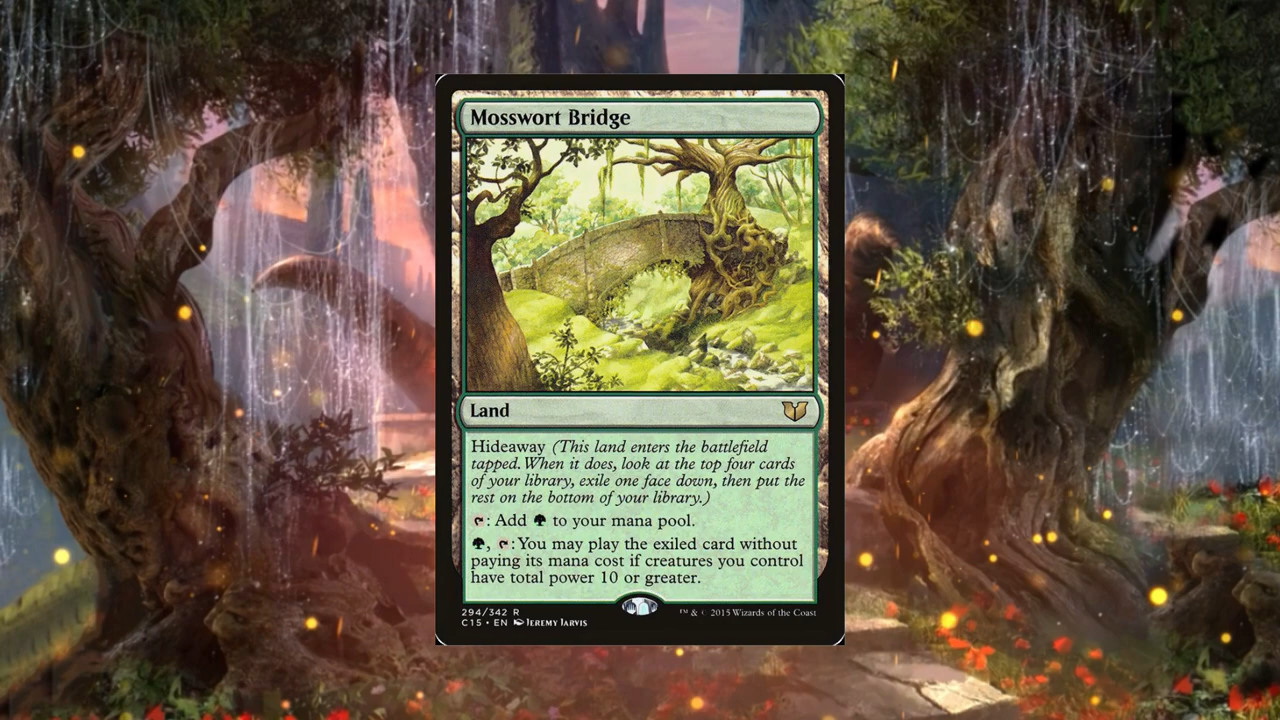 Mosswort Bridge
Land
Hideaway (This land enters the battlefield
tapped. When it does, look at the top four cards
of your library, exile one face down, then put the
rest on the bottom of your library.)
: Add to your mana pool.
, :You may play the exiled card without
paying its mana cost if creatures you control
have total power 10 or greater.
294/342 R
™ & © 2015 Wizards of the Coast
C15 • EN Jeremy Jarvis